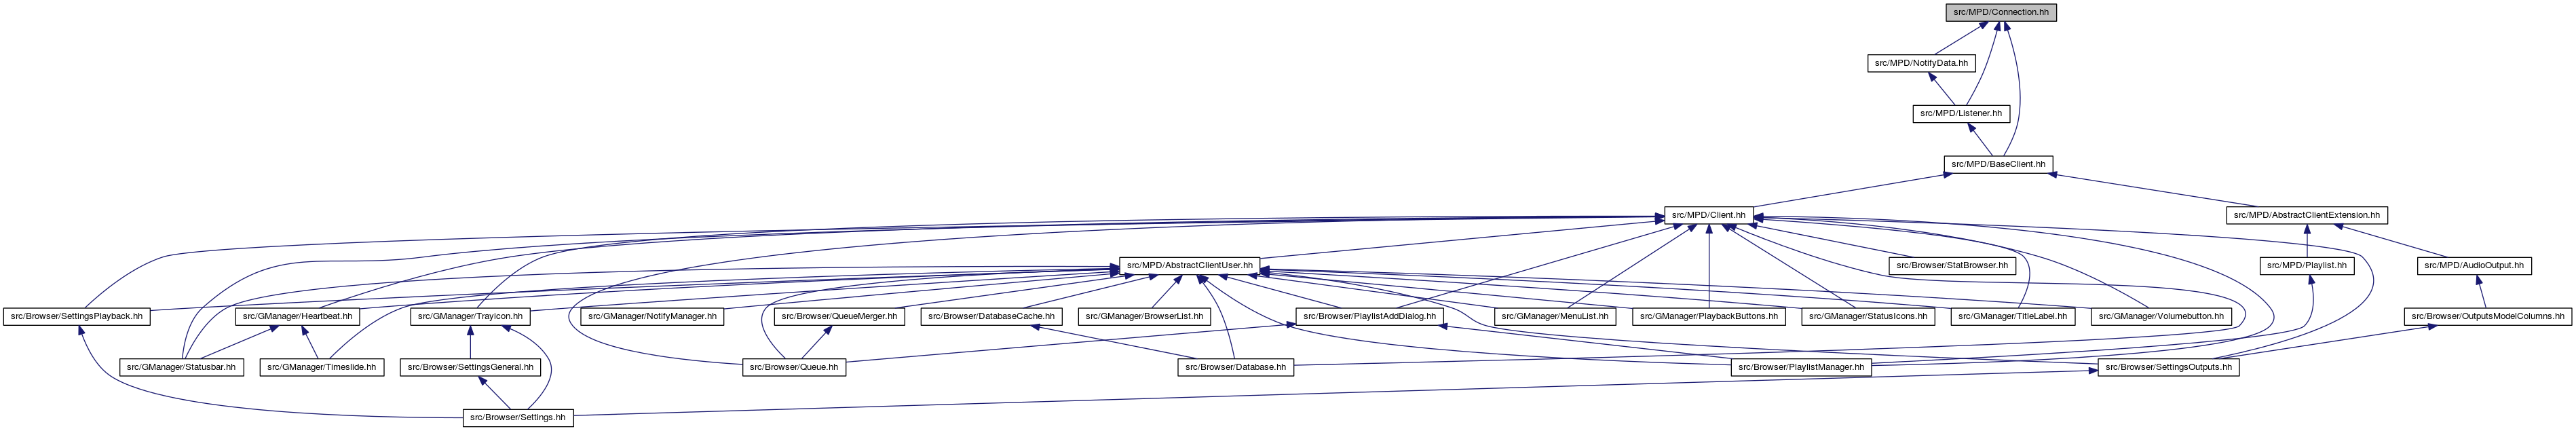 src/MPD/Connection.hh
src/MPD/NotifyData.hh
src/MPD/Listener.hh
src/MPD/BaseClient.hh
src/MPD/Client.hh
src/MPD/AbstractClientExtension.hh
src/MPD/AbstractClientUser.hh
src/Browser/StatBrowser.hh
src/MPD/Playlist.hh
src/MPD/AudioOutput.hh
src/Browser/SettingsPlayback.hh
src/GManager/Heartbeat.hh
src/GManager/Trayicon.hh
src/GManager/NotifyManager.hh
src/Browser/QueueMerger.hh
src/Browser/DatabaseCache.hh
src/GManager/BrowserList.hh
src/Browser/PlaylistAddDialog.hh
src/GManager/MenuList.hh
src/GManager/PlaybackButtons.hh
src/GManager/StatusIcons.hh
src/GManager/TitleLabel.hh
src/GManager/Volumebutton.hh
src/Browser/OutputsModelColumns.hh
src/GManager/Statusbar.hh
src/GManager/Timeslide.hh
src/Browser/SettingsGeneral.hh
src/Browser/Queue.hh
src/Browser/Database.hh
src/Browser/PlaylistManager.hh
src/Browser/SettingsOutputs.hh
src/Browser/Settings.hh